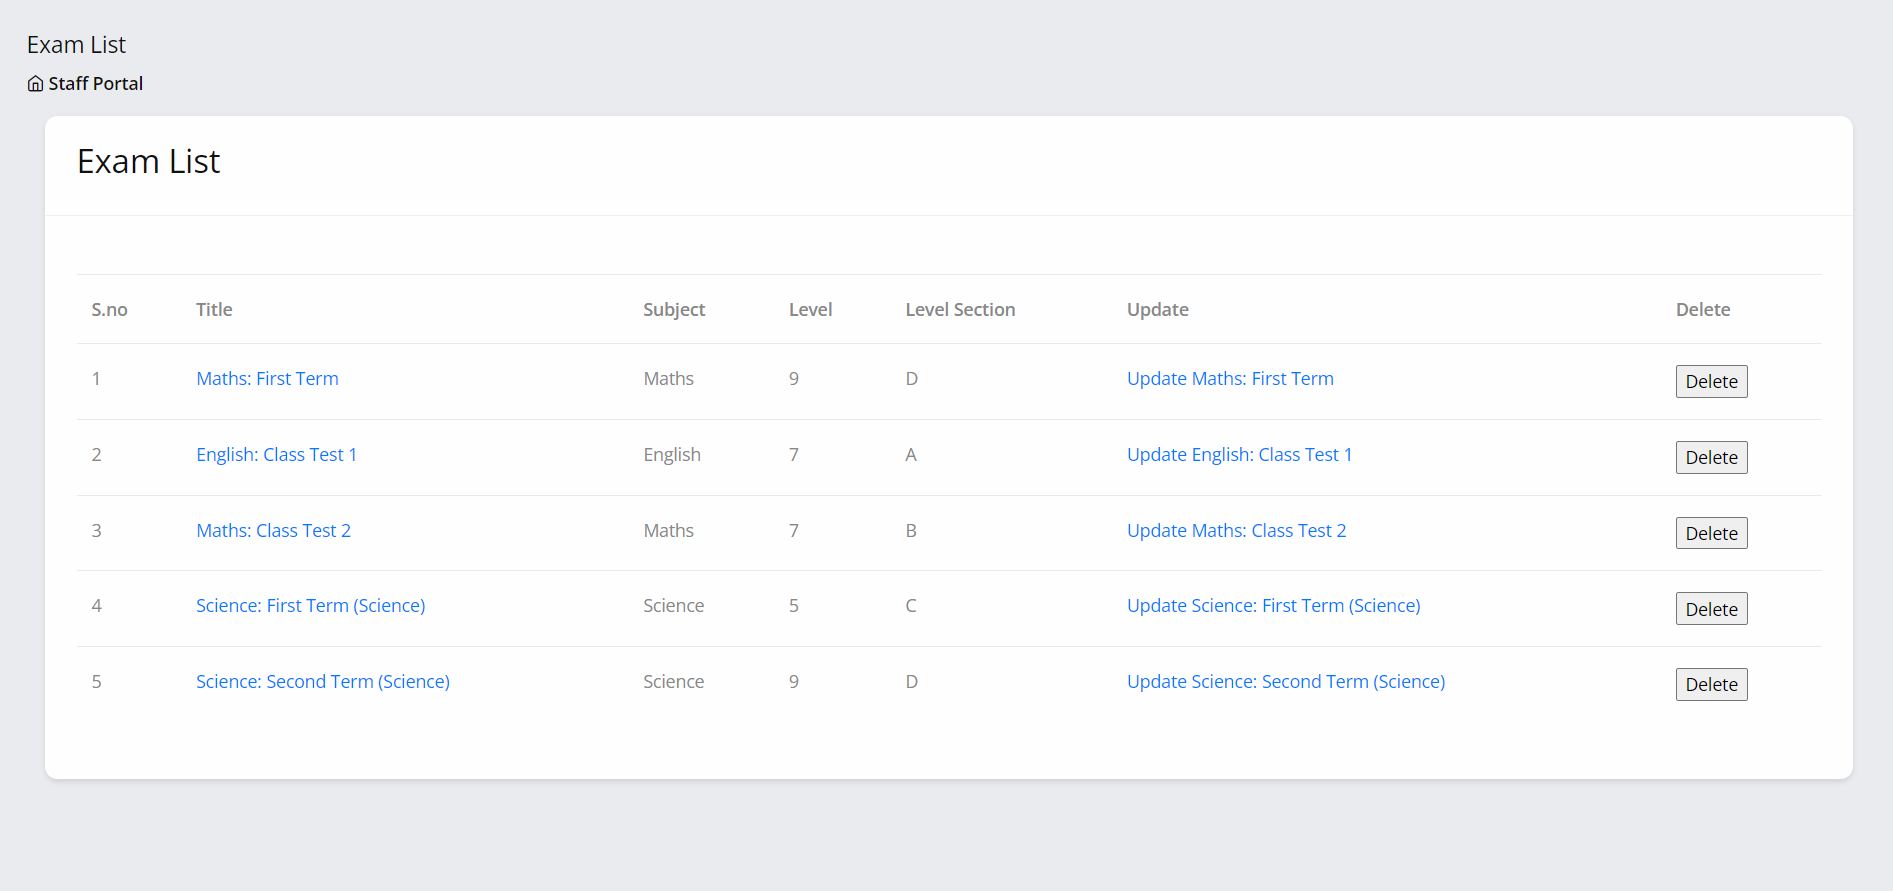 Exam List
Staff Portal
Exam List
S.no Title Subject Level Level Section Update Delete
1 Maths: First Term Maths 9 D Update Maths: First Term Delete
2 English: Class Test 1 English 7 A Update English: Class Test 1 Delete
3 Maths: Class Test 2 Maths 7 B Update Maths: Class Test 2 Delete
4 Science: First Term (Science) Science 5 C Update Science: First Term (Science) Delete
5 Science: Second Term (Science) Science 9 D Update Science: Second Term (Science) Delete